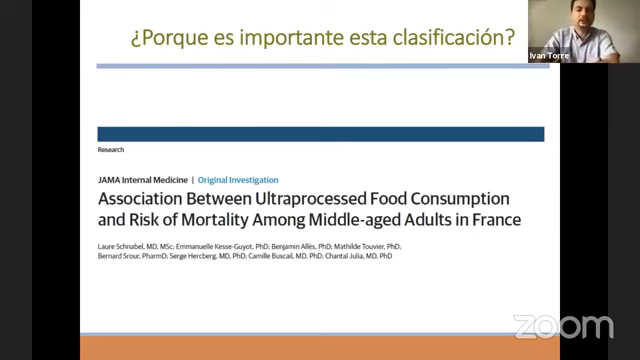 ¿Porque es importante esta clasificación?
Ivan Torre
Research
JAMA Internal Medicine | Original Investigation
Association Between Ultraprocessed Food Consumption
and Risk of Mortality Among Middle-aged Adults in France
Laure Schnabel, MD, MSc; Emmanuelle Kesse-Guyot, PhD; Benjamin Allès, PhD; Mathilde Touvier, PhD;
Bernard Srour, PharmD; Serge Hercberg, MD, PhD; Camille Buscail, MD, PhD; Chantal Julia, MD, PhD
zoom